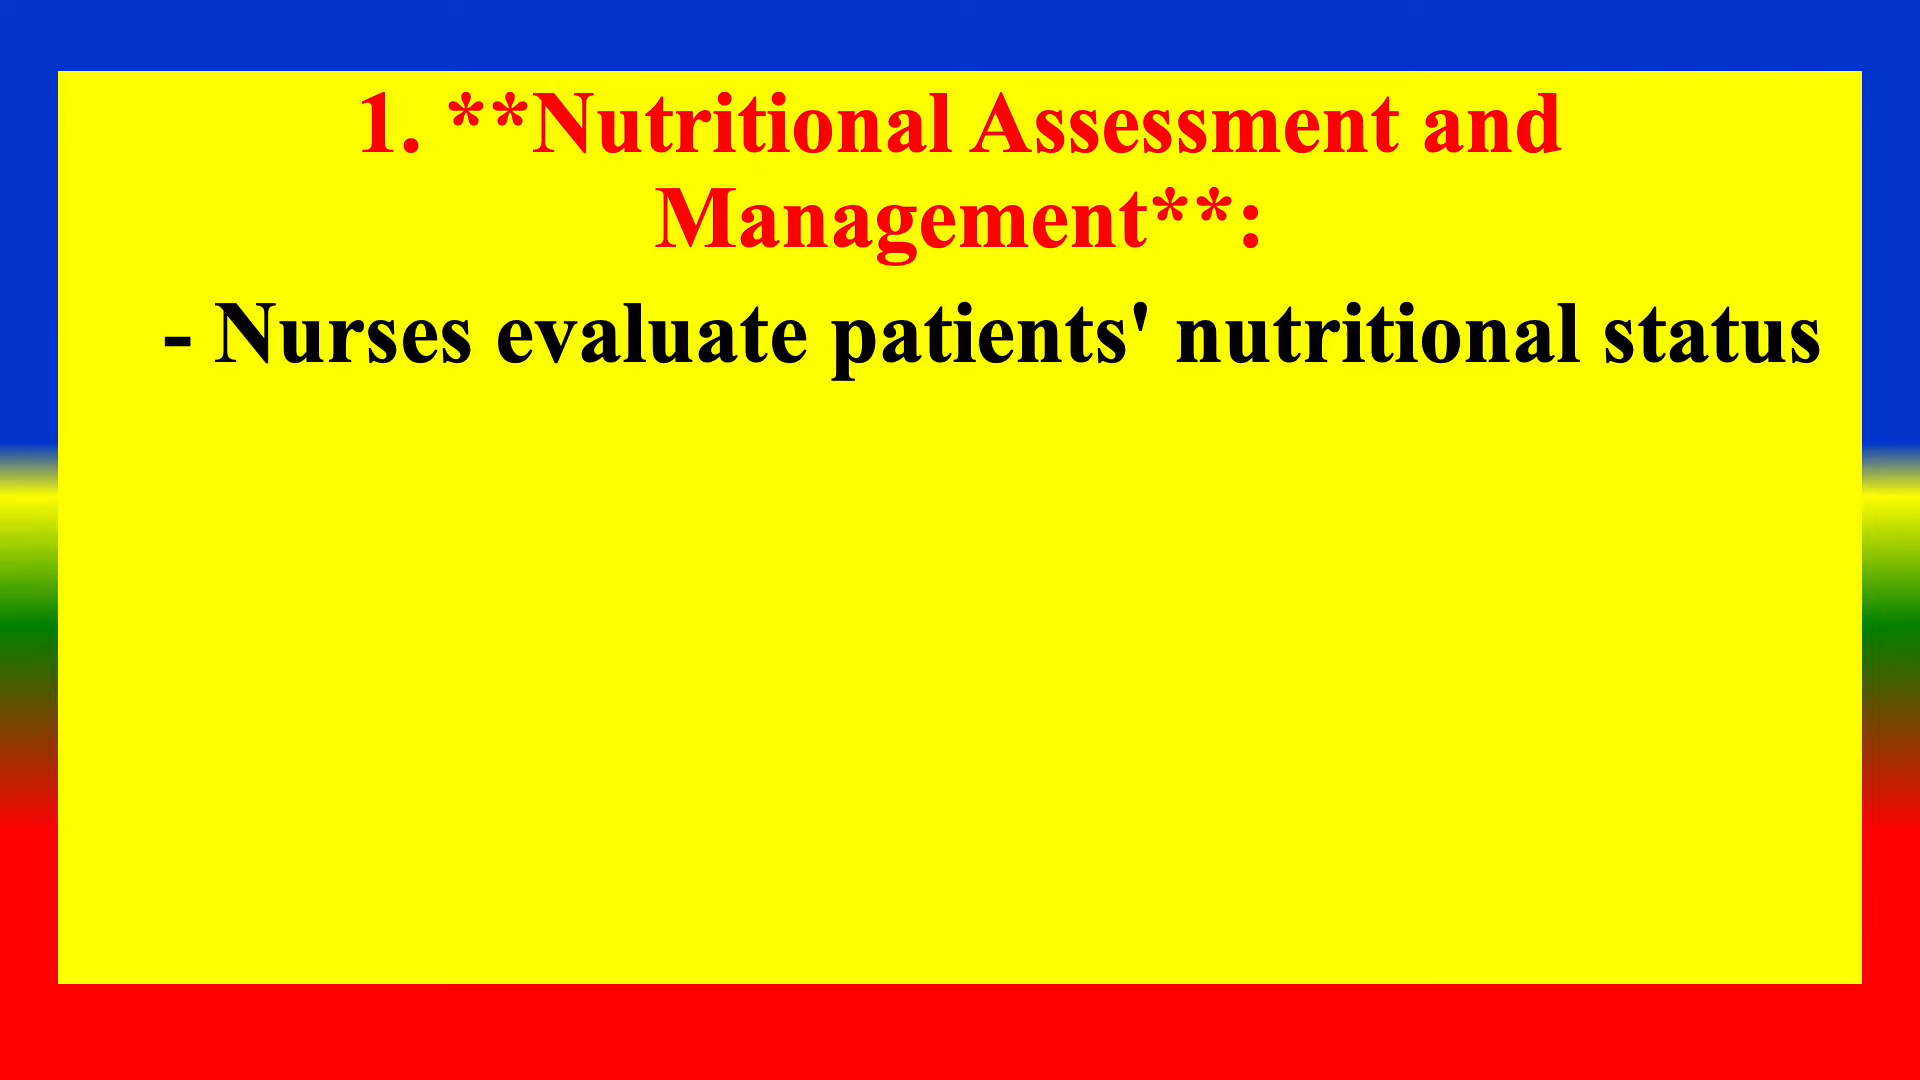 1. **Nutritional Assessment and
Management**:
- Nurses evaluate patients' nutritional status